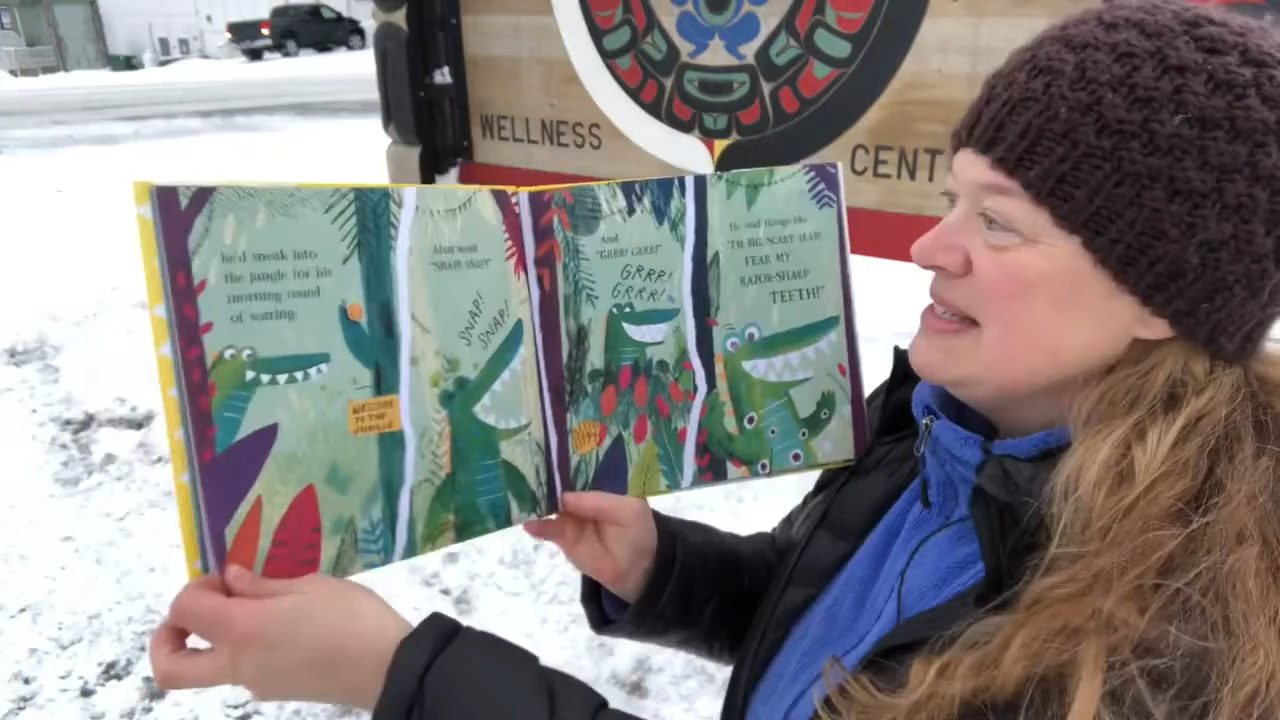 WELLNESS
CENT
he'd sneak into
the jungle for his
morning round
of scaring.
WELCOME
TO THE
JUNGLE
Alan went
"SNAP! SNAP!"
SNAP!
SNAP!
And
"GRRR! GRRR!"
GRRR!
GRRR!
He said things like
"I'M BIG, SCARY ALAN!
FEAR MY
RAZOR-SHARP
TEETH!"